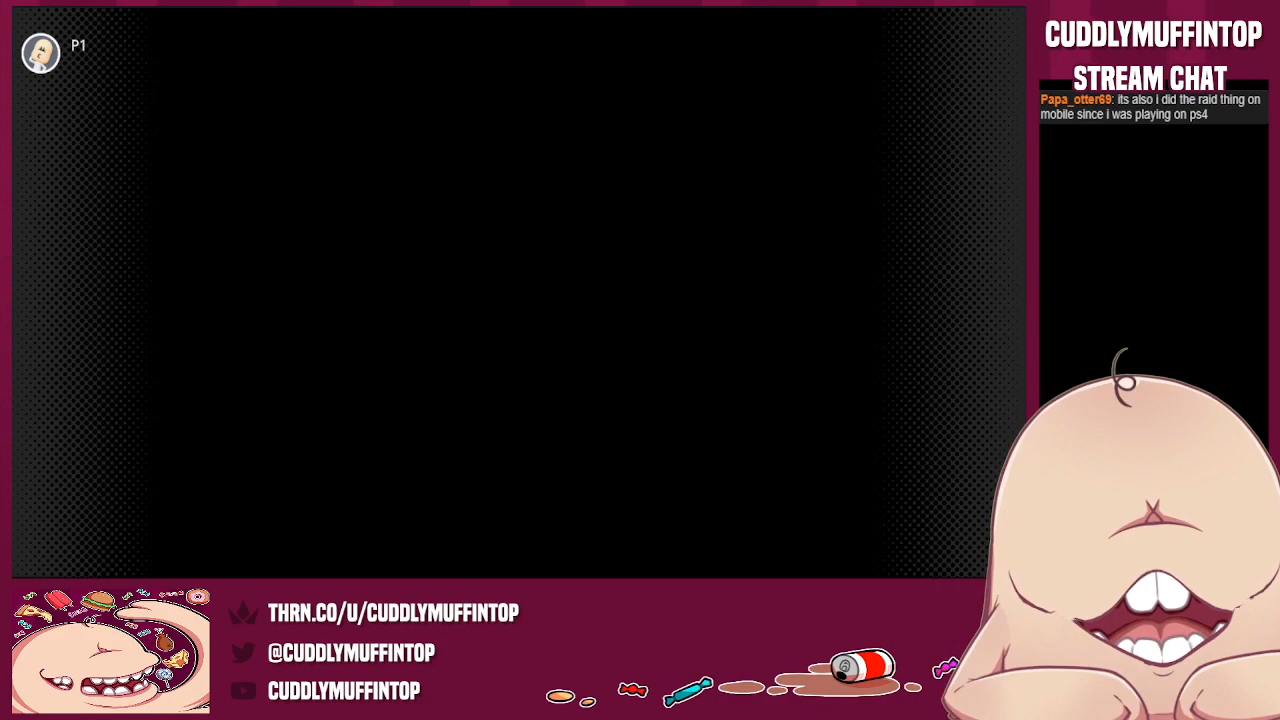 P1
CUDDLYMUFFINTOP
STREAM CHAT
Papa_otter69: its also i did the raid thing on
mobile since i was playing on ps4
THRN.CO/U/CUDDLYMUFFINTOP
@CUDDLYMUFFINTOP
CUDDLYMUFFINTOP